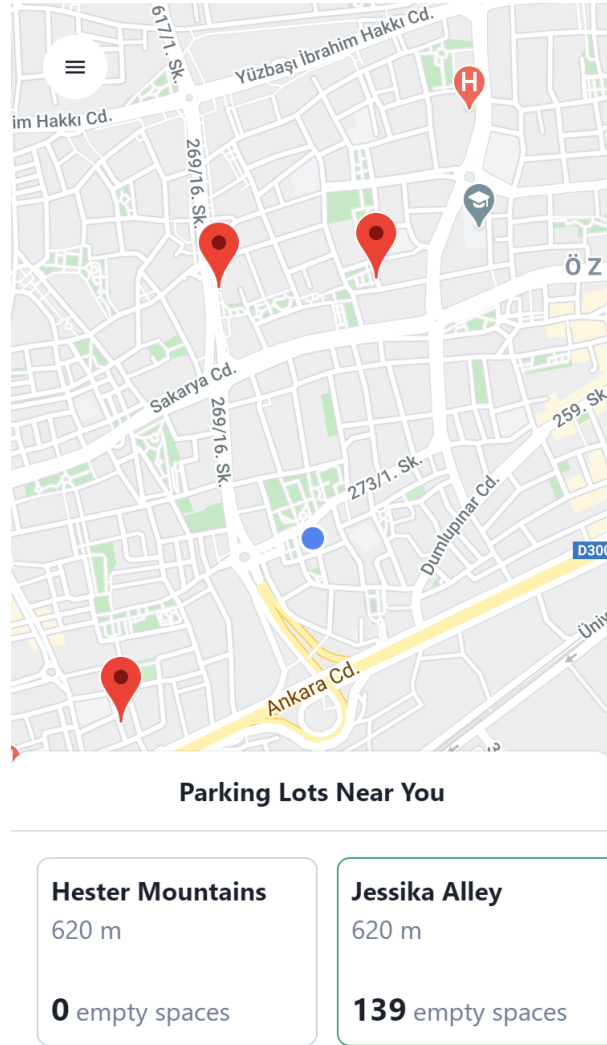 617/1. Sk.
Yüzbaşı İbrahim Hakkı Cd.
H
im Hakkı Cd.
269/16. Sk.
ÖZ
Sakarya Cd.
269/16. Sk.
259. Sk
273/1. Sk.
Dumlupınar Cd.
D300
Üniv
Ankara Cd.
3
Parking Lots Near You
Hester Mountains
620 m
0 empty spaces
Jessika Alley
620 m
139 empty spaces